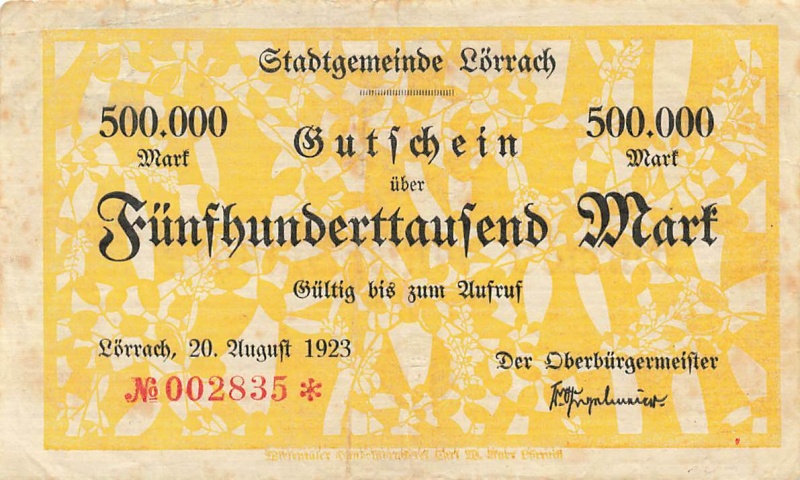 Stadtgemeinde Lörrach
500.000
Mark
500.000
Mark
Gutschein
über
Fünfhunderttausend Mark
Gültig bis zum Aufruf
Lörrach, 20. August 1923
№ 002835 *
Der Oberbürgermeister